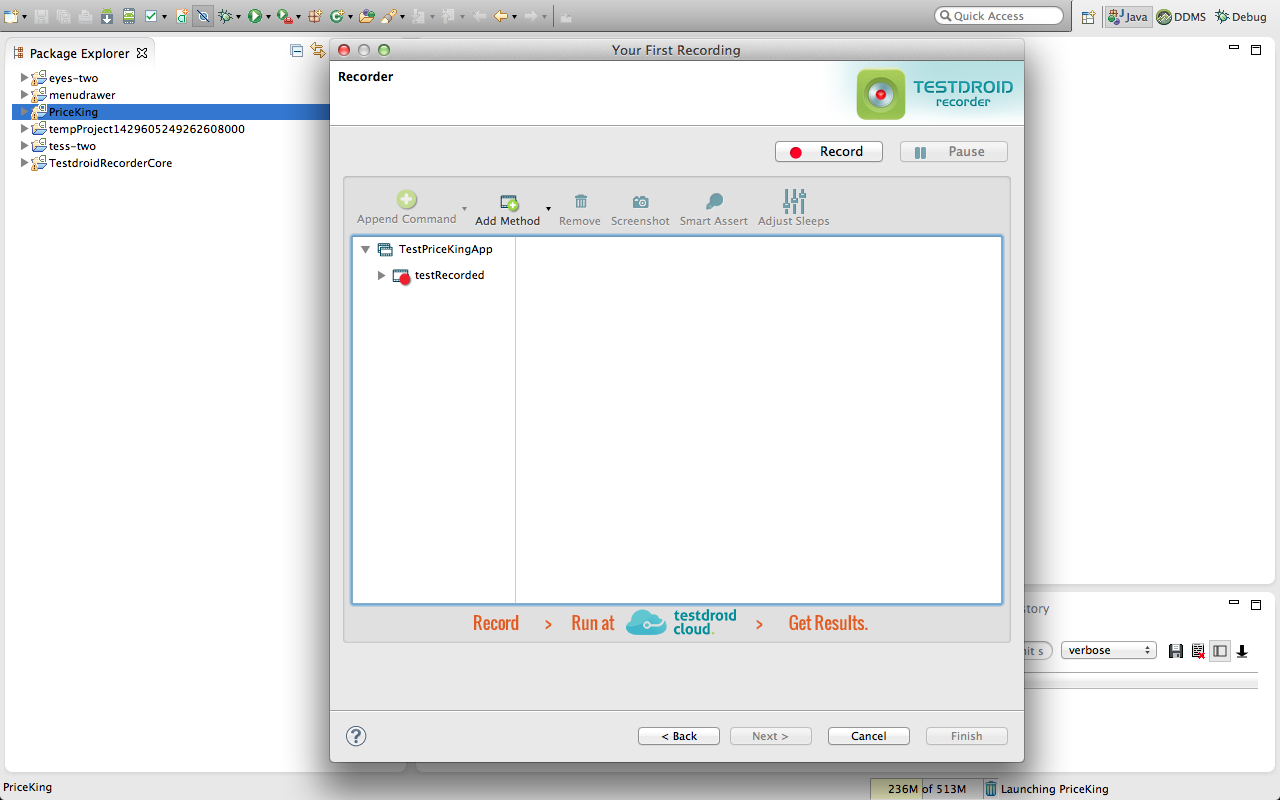 Quick Access
Java
DDMS
Debug
Package Explorer
eyes-two
menudrawer
PriceKing
tempProject1429605249262608000
tess-two
TestdroidRecorderCore
Your First Recording
Recorder
TESTDROID
recorder
Record
Pause
Append Command
Add Method
Remove
Screenshot
Smart Assert
Adjust Sleeps
TestPriceKingApp
testRecorded
Record > Run at testdroid cloud. > Get Results.
story
nit s
verbose
?
< Back
Next >
Cancel
Finish
PriceKing
236M of 513M
Launching PriceKing